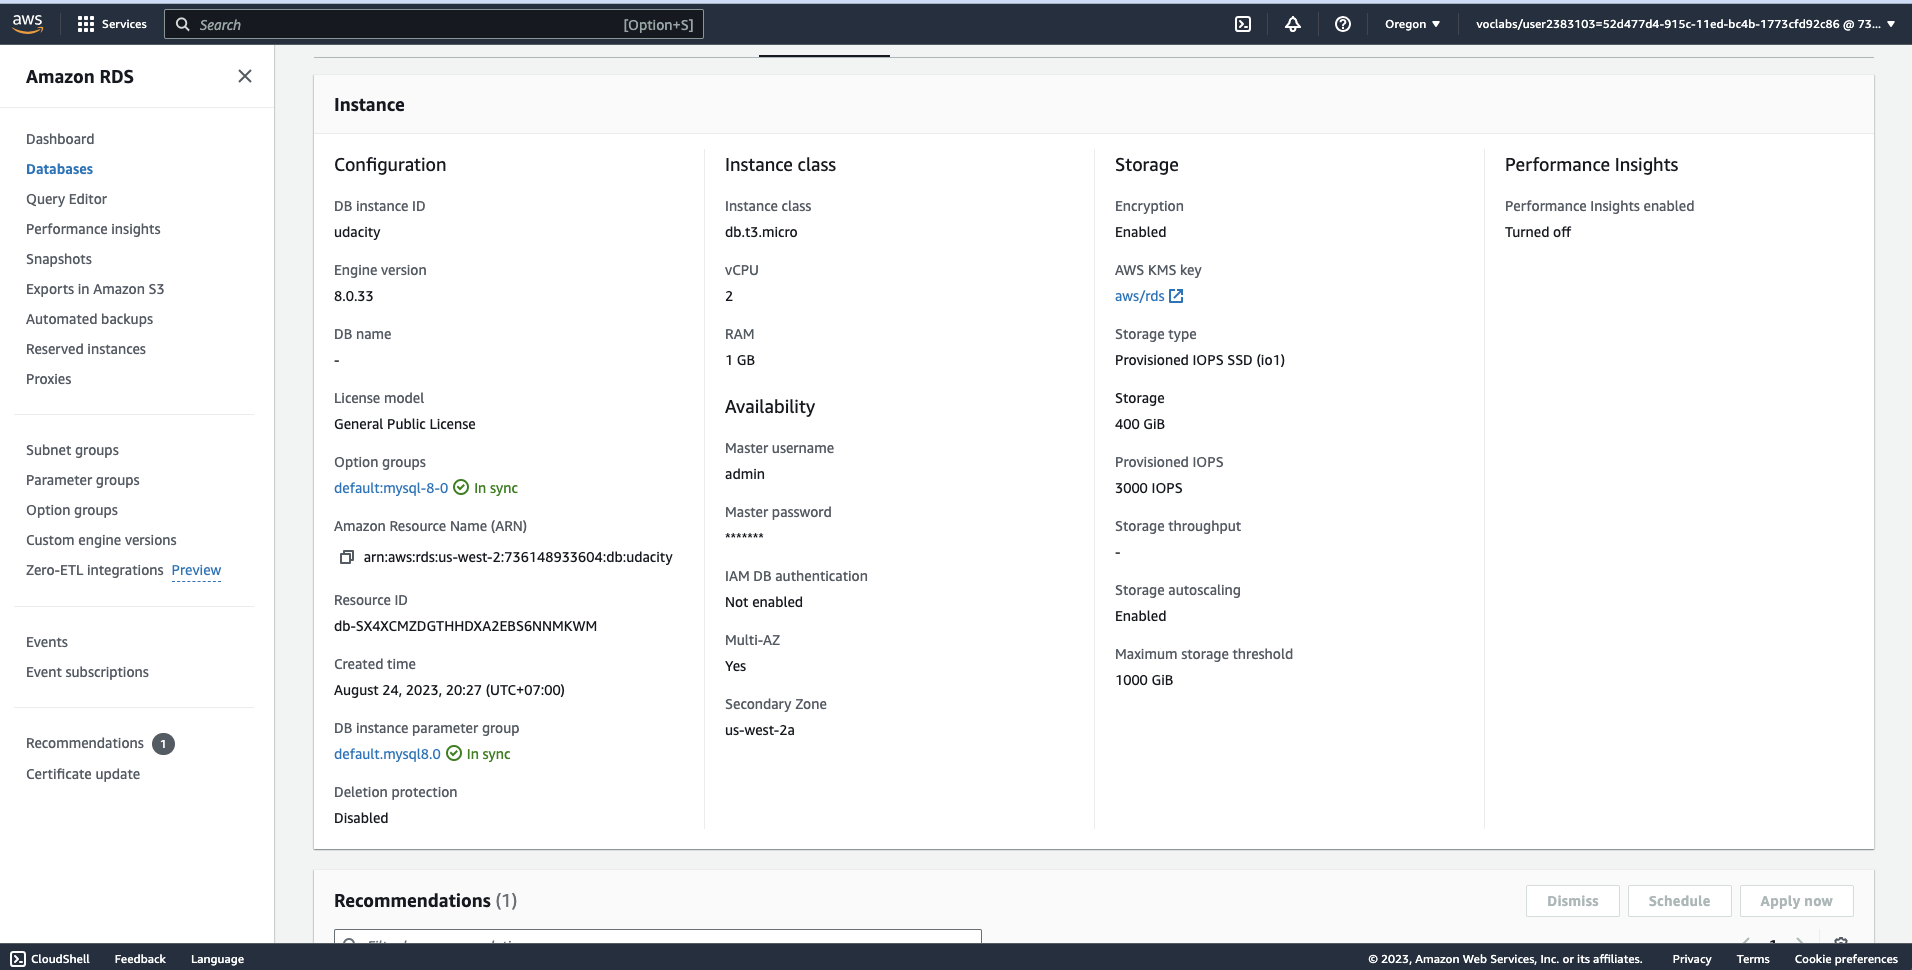 aws
Services
Search
[Option+S]
Oregon
voclabs/user2383103=52d477d4-915c-11ed-bc4b-1773cfd92c86 @ 73...
Amazon RDS
Dashboard
Databases
Query Editor
Performance insights
Snapshots
Exports in Amazon S3
Automated backups
Reserved instances
Proxies
Subnet groups
Parameter groups
Option groups
Custom engine versions
Zero-ETL integrations Preview
Events
Event subscriptions
Recommendations 1
Certificate update
Instance
Configuration
DB instance ID
udacity
Engine version
8.0.33
DB name
-
License model
General Public License
Option groups
default:mysql-8-0 In sync
Amazon Resource Name (ARN)
arn:aws:rds:us-west-2:736148933604:db:udacity
Resource ID
db-SX4XCMZDGTHHDXA2EBS6NNMKWM
Created time
August 24, 2023, 20:27 (UTC+07:00)
DB instance parameter group
default.mysql8.0 In sync
Deletion protection
Disabled
Instance class
Instance class
db.t3.micro
vCPU
2
RAM
1 GB
Availability
Master username
admin
Master password
*******
IAM DB authentication
Not enabled
Multi-AZ
Yes
Secondary Zone
us-west-2a
Storage
Encryption
Enabled
AWS KMS key
aws/rds
Storage type
Provisioned IOPS SSD (io1)
Storage
400 GiB
Provisioned IOPS
3000 IOPS
Storage throughput
-
Storage autoscaling
Enabled
Maximum storage threshold
1000 GiB
Performance Insights
Performance Insights enabled
Turned off
Recommendations (1)
Dismiss
Schedule
Apply now
CloudShell
Feedback
Language
© 2023, Amazon Web Services, Inc. or its affiliates.
Privacy
Terms
Cookie preferences